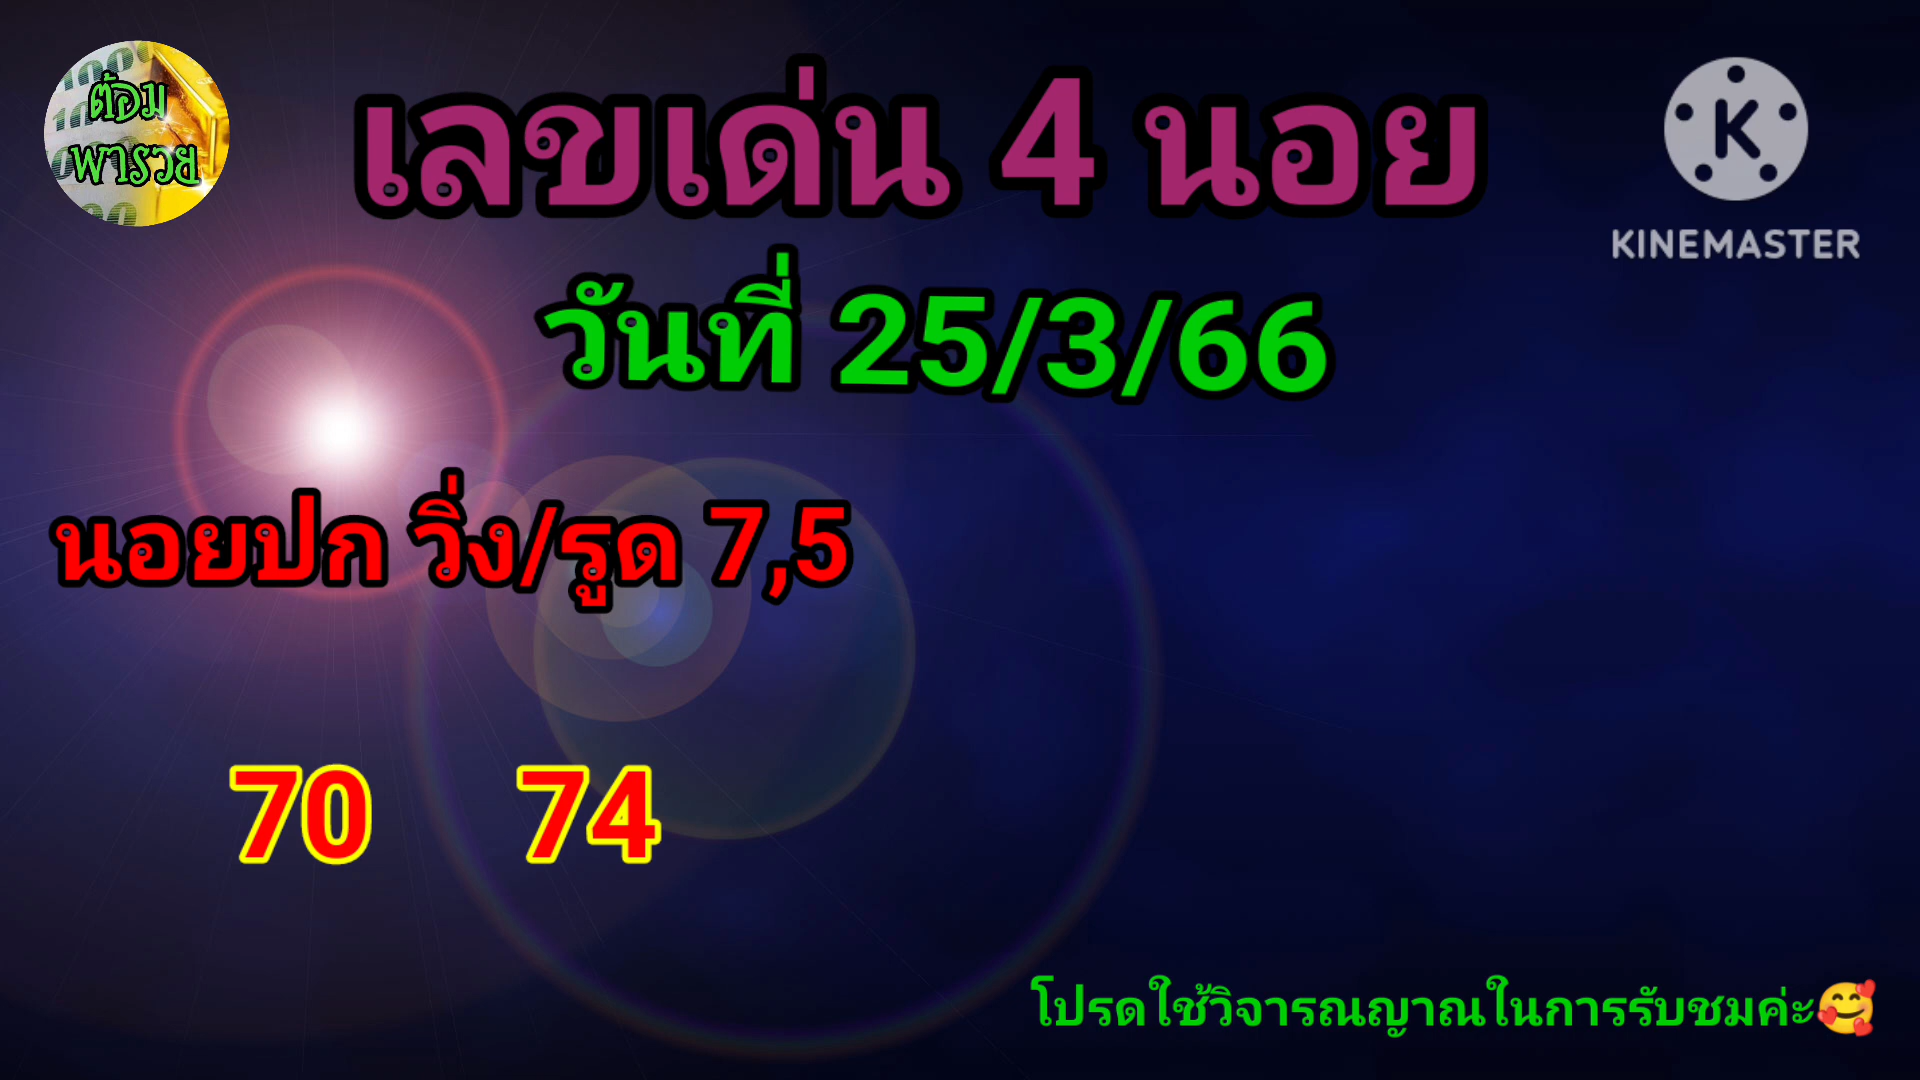 ต้อม
พารวย
เลขเด่น 4 นอย
KINEMASTER
วันที่ 25/3/66
นอยปก วิ่ง/รูด 7,5
70 74
โปรดใช้วิจารณญาณในการรับชมค่ะ🥰